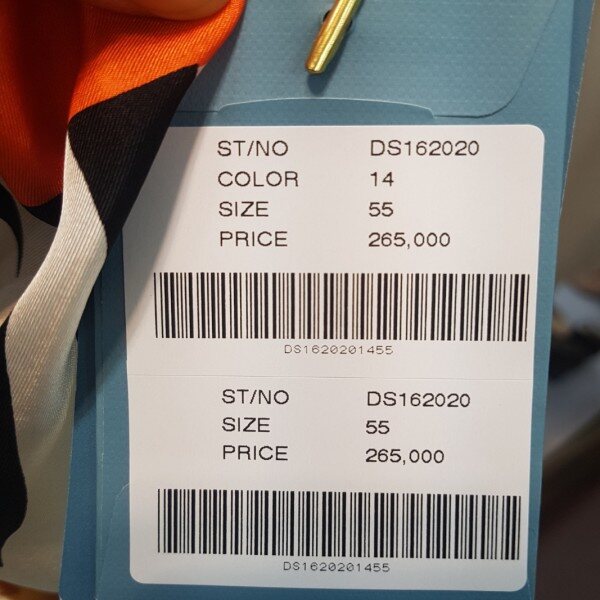 ST/NO DS162020
COLOR 14
SIZE 55
PRICE 265,000
DS1620201455
ST/NO DS162020
SIZE 55
PRICE 265,000
DS1620201455